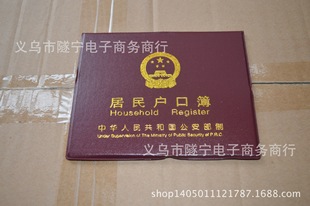 义乌市隧宁电子商务商行
居民户口簿
Household Register
中华人民共和国公安部制
Under Supervision of The Ministry of Public Security of P.R.C
义乌市隧宁电子商务商行
shop1405011121787.1688.com